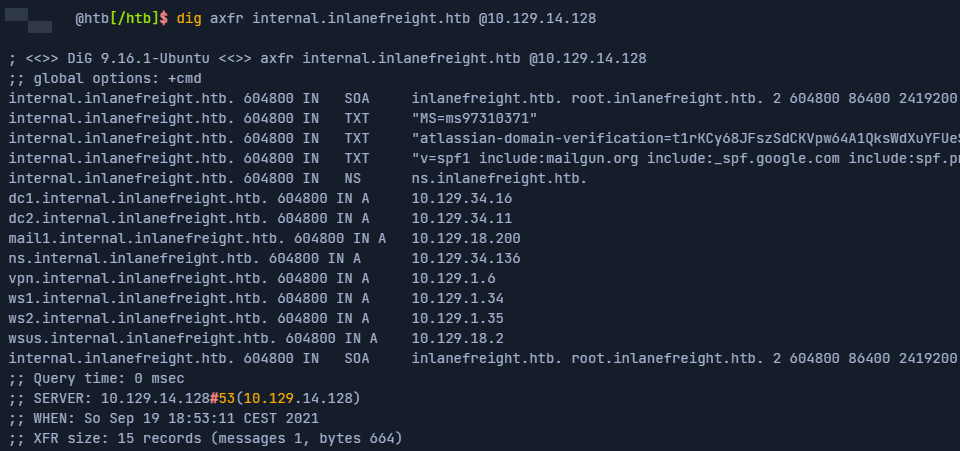 @htb[/htb]$ dig axfr internal.inlanefreight.htb @10.129.14.128
; <<>> DiG 9.16.1-Ubuntu <<>> axfr internal.inlanefreight.htb @10.129.14.128
;; global options: +cmd
internal.inlanefreight.htb. 604800 IN   SOA     inlanefreight.htb. root.inlanefreight.htb. 2 604800 86400 2419200
internal.inlanefreight.htb. 604800 IN   TXT     "MS=ms97310371"
internal.inlanefreight.htb. 604800 IN   TXT     "atlassian-domain-verification=t1rKCy68JFszSdCKVpw64A1QksWdXuYFUeS
internal.inlanefreight.htb. 604800 IN   TXT     "v=spf1 include:mailgun.org include:_spf.google.com include:spf.pr
internal.inlanefreight.htb. 604800 IN   NS      ns.inlanefreight.htb.
dc1.internal.inlanefreight.htb. 604800 IN A     10.129.34.16
dc2.internal.inlanefreight.htb. 604800 IN A     10.129.34.11
mail1.internal.inlanefreight.htb. 604800 IN A   10.129.18.200
ns.internal.inlanefreight.htb. 604800 IN A      10.129.34.136
vpn.internal.inlanefreight.htb. 604800 IN A     10.129.1.6
ws1.internal.inlanefreight.htb. 604800 IN A     10.129.1.34
ws2.internal.inlanefreight.htb. 604800 IN A     10.129.1.35
wsus.internal.inlanefreight.htb. 604800 IN A    10.129.18.2
internal.inlanefreight.htb. 604800 IN   SOA     inlanefreight.htb. root.inlanefreight.htb. 2 604800 86400 2419200
;; Query time: 0 msec
;; SERVER: 10.129.14.128#53(10.129.14.128)
;; WHEN: So Sep 19 18:53:11 CEST 2021
;; XFR size: 15 records (messages 1, bytes 664)